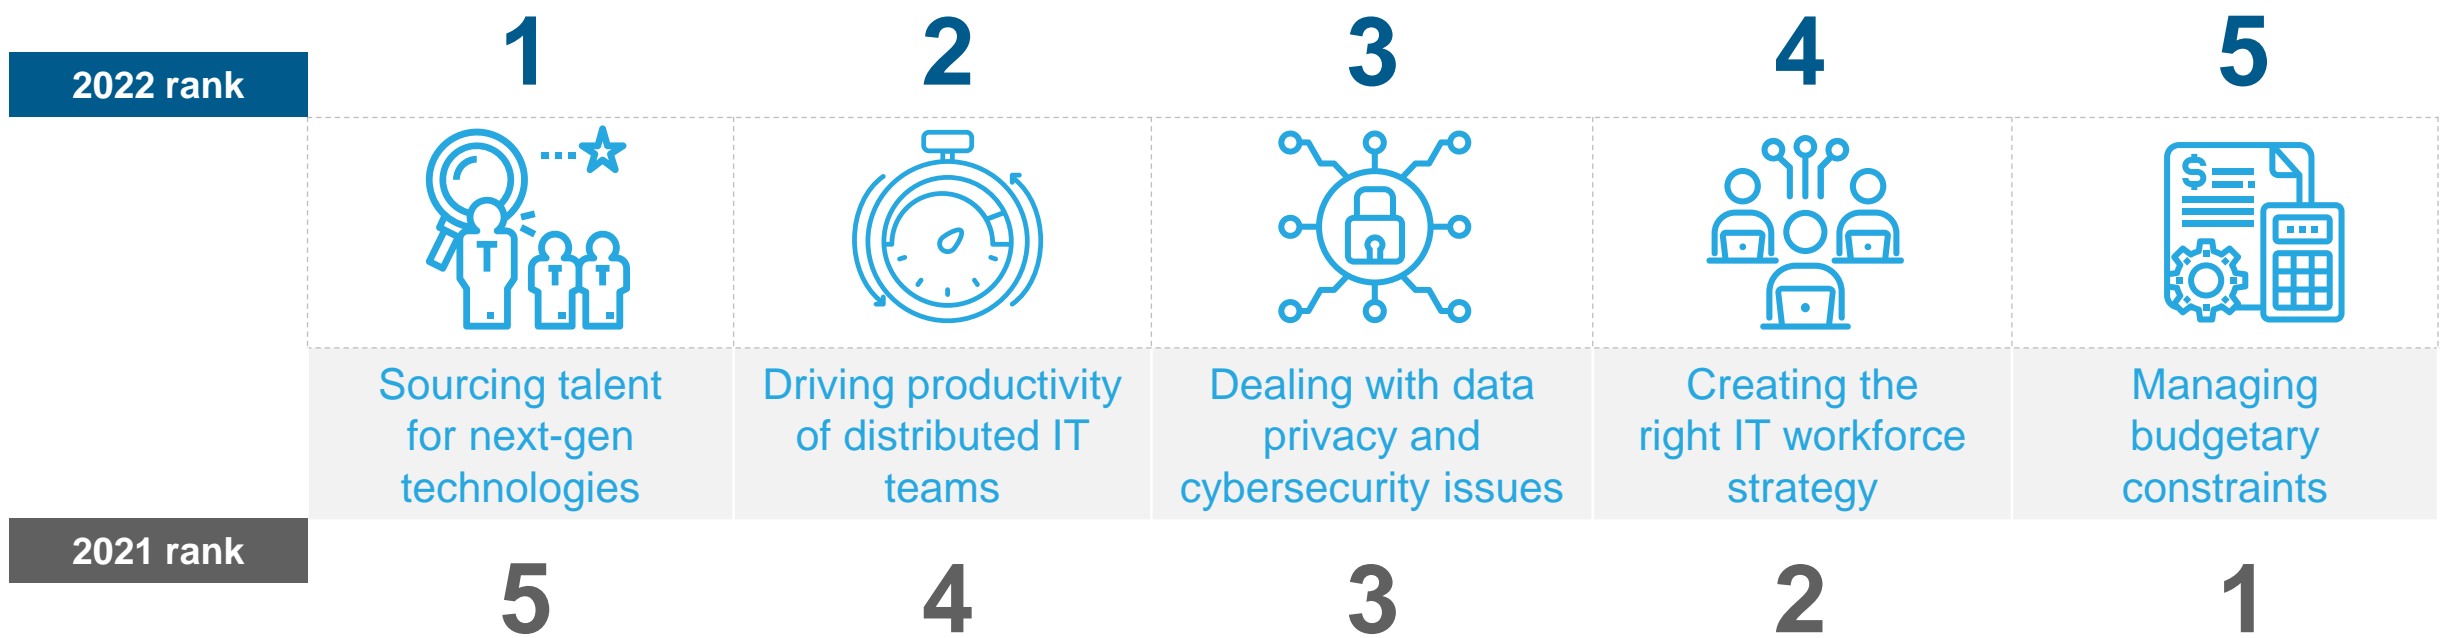 1 2 3 4 5
2022 rank
$
T T T
Sourcing talent
for next-gen
technologies
Driving productivity
of distributed IT
teams
Dealing with data
privacy and
cybersecurity issues
Creating the
right IT workforce
strategy
Managing
budgetary
constraints
2021 rank
5 4 3 2 1